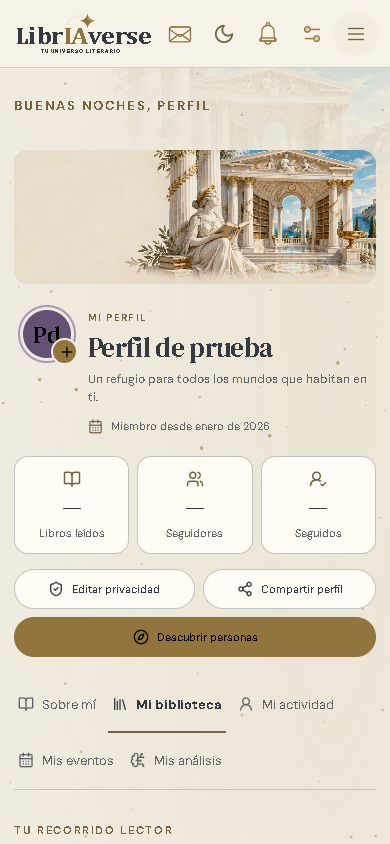 LibrIAverse
TU UNIVERSO LITERARIO
BUENAS NOCHES, PERFIL
Pd
MI PERFIL
Perfil de prueba
Un refugio para todos los mundos que habitan en
ti.
Miembro desde enero de 2026
— — —
Libros leídos Seguidores Seguidos
Editar privacidad Compartir perfil
Descubrir personas
Sobre mí Mi biblioteca Mi actividad
Mis eventos Mis análisis
TU RECORRIDO LECTOR